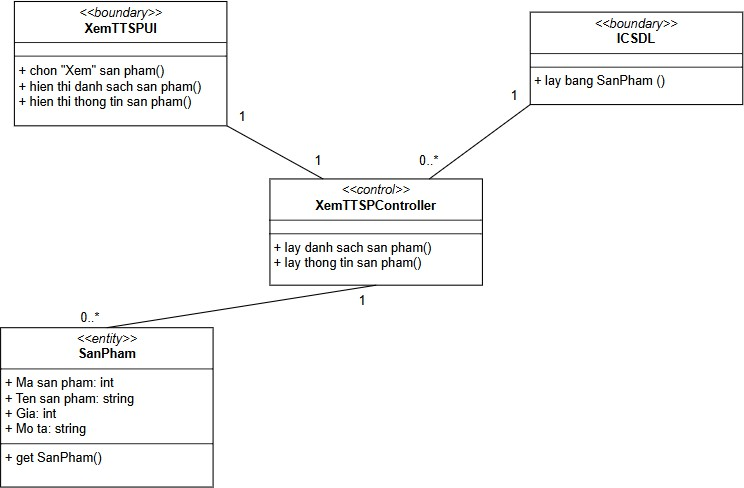 <<boundary>>
XemTTSPUI
+ chon "Xem" san pham()
+ hien thi danh sach san pham()
+ hien thi thong tin san pham()
<<boundary>>
ICSDL
+ lay bang SanPham ()
1
1
1
0..*
<<control>>
XemTTSPController
+ lay danh sach san pham()
+ lay thong tin san pham()
1
0..*
<<entity>>
SanPham
+ Ma san pham: int
+ Ten san pham: string
+ Gia: int
+ Mo ta: string
+ get SanPham()